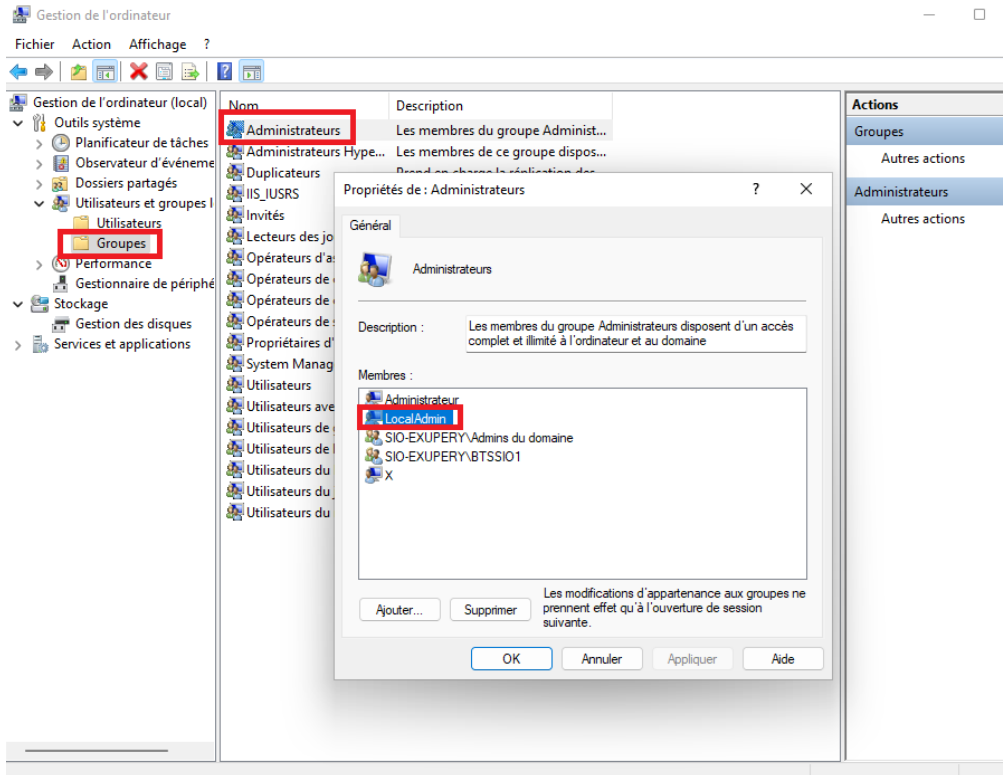 Gestion de l'ordinateur
Fichier Action Affichage ?
Gestion de l'ordinateur (local)
Outils système
Planificateur de tâches
Observateur d'événeme
Dossiers partagés
Utilisateurs et groupes l
Utilisateurs
Groupes
Performance
Gestionnaire de périphé
Stockage
Gestion des disques
Services et applications
Nom Description
Administrateurs Les membres du groupe Administ...
Administrateurs Hype... Les membres de ce groupe dispos...
Duplicateurs Prend en charge la réplication des
IIS_IUSRS
Invités
Lecteurs des jo
Opérateurs d'as
Opérateurs de
Opérateurs de
Opérateurs de s
Propriétaires d'
System Manag
Utilisateurs
Utilisateurs ave
Utilisateurs de
Utilisateurs de l
Utilisateurs du
Utilisateurs du j
Utilisateurs du
Propriétés de : Administrateurs ?
Général
Administrateurs
Description :
Les membres du groupe Administrateurs disposent d'un accès
complet et illimité à l'ordinateur et au domaine
Membres :
Administrateur
LocalAdmin
SIO-EXUPERY\Admins du domaine
SIO-EXUPERY\BTSSIO1
X
Ajouter... Supprimer
Les modifications d'appartenance aux groupes ne
prennent effet qu'à l'ouverture de session
suivante.
OK Annuler Appliquer Aide
Actions
Groupes
Autres actions
Administrateurs
Autres actions